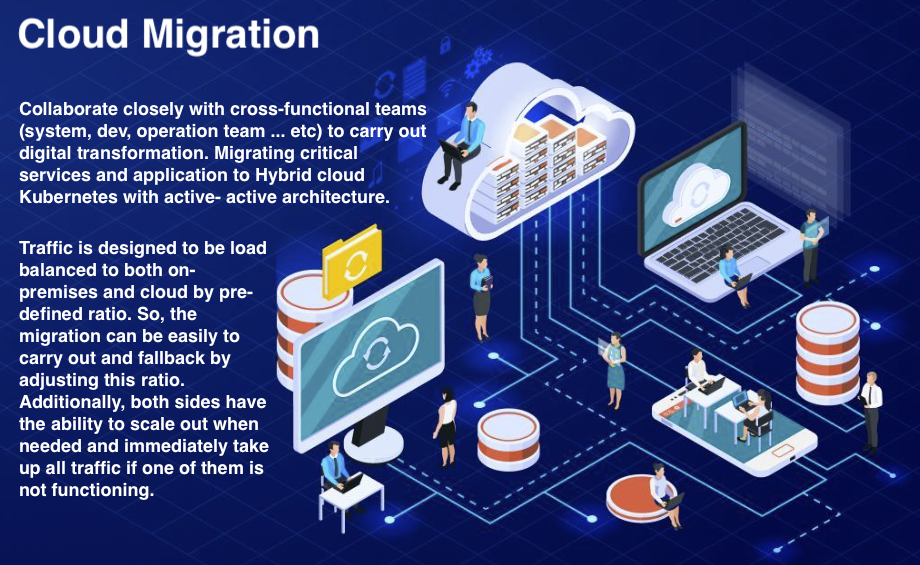 Cloud Migration
Collaborate closely with cross-functional teams
(system, dev, operation team ... etc) to carry out
digital transformation. Migrating critical
services and application to Hybrid cloud
Kubernetes with active- active architecture.
Traffic is designed to be load
balanced to both on-
premises and cloud by pre-
defined ratio. So, the
migration can be easily to
carry out and fallback by
adjusting this ratio.
Additionally, both sides have
the ability to scale out when
needed and immediately take
up all traffic if one of them is
not functioning.